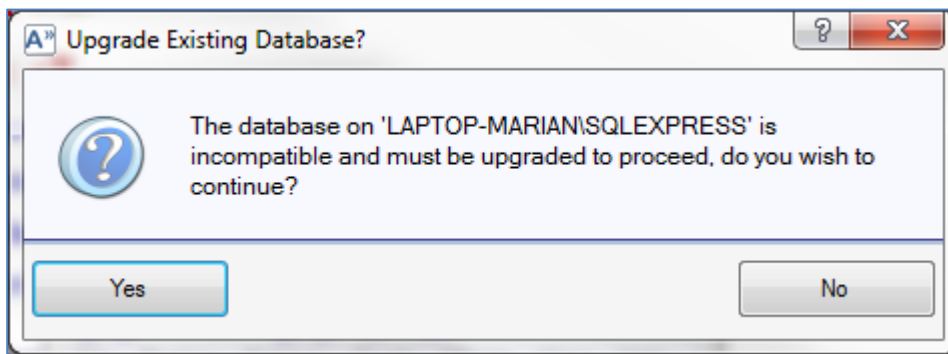 A» Upgrade Existing Database?
? X
The database on 'LAPTOP-MARIAN\SQLEXPRESS' is
incompatible and must be upgraded to proceed, do you wish to
continue?
Yes No